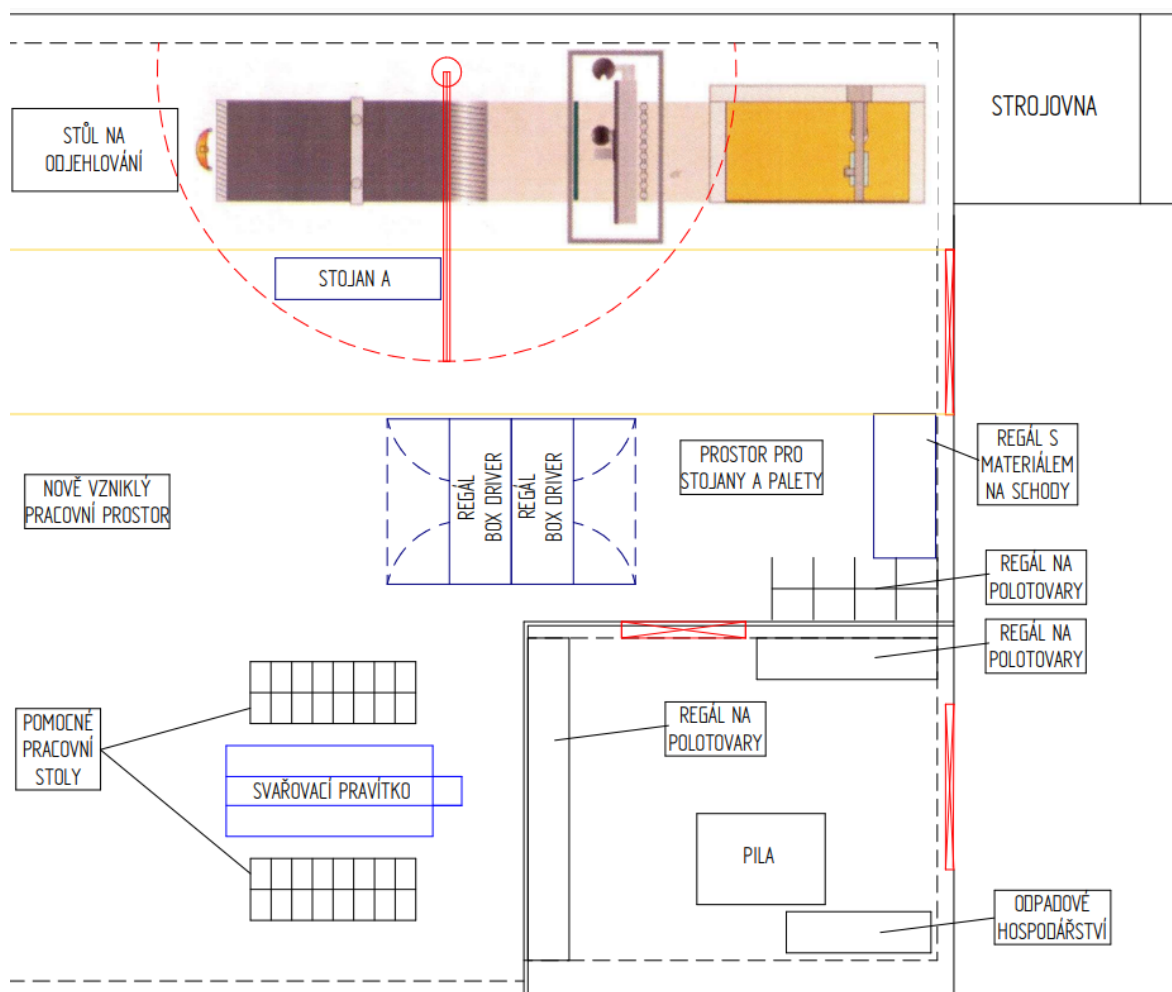 STROJOVNA
STŮL NA
ODJEHLOVÁNÍ
STOJAN A
REGÁL
BOX DRIVER
REGÁL
BOX DRIVER
PROSTOR PRO
STOJANY A PALETY
REGÁL S
MATERIÁLEM
NA SCHODY
NOVĚ VZNIKLÝ
PRACOVNÍ PROSTOR
REGÁL NA
POLOTOVARY
REGÁL NA
POLOTOVARY
REGÁL NA
POLOTOVARY
POMOCNÉ
PRACOVNÍ
STOLY
SVAŘOVACÍ PRAVÍTKO
PILA
ODPADOVÉ
HOSPODÁŘSTVÍ